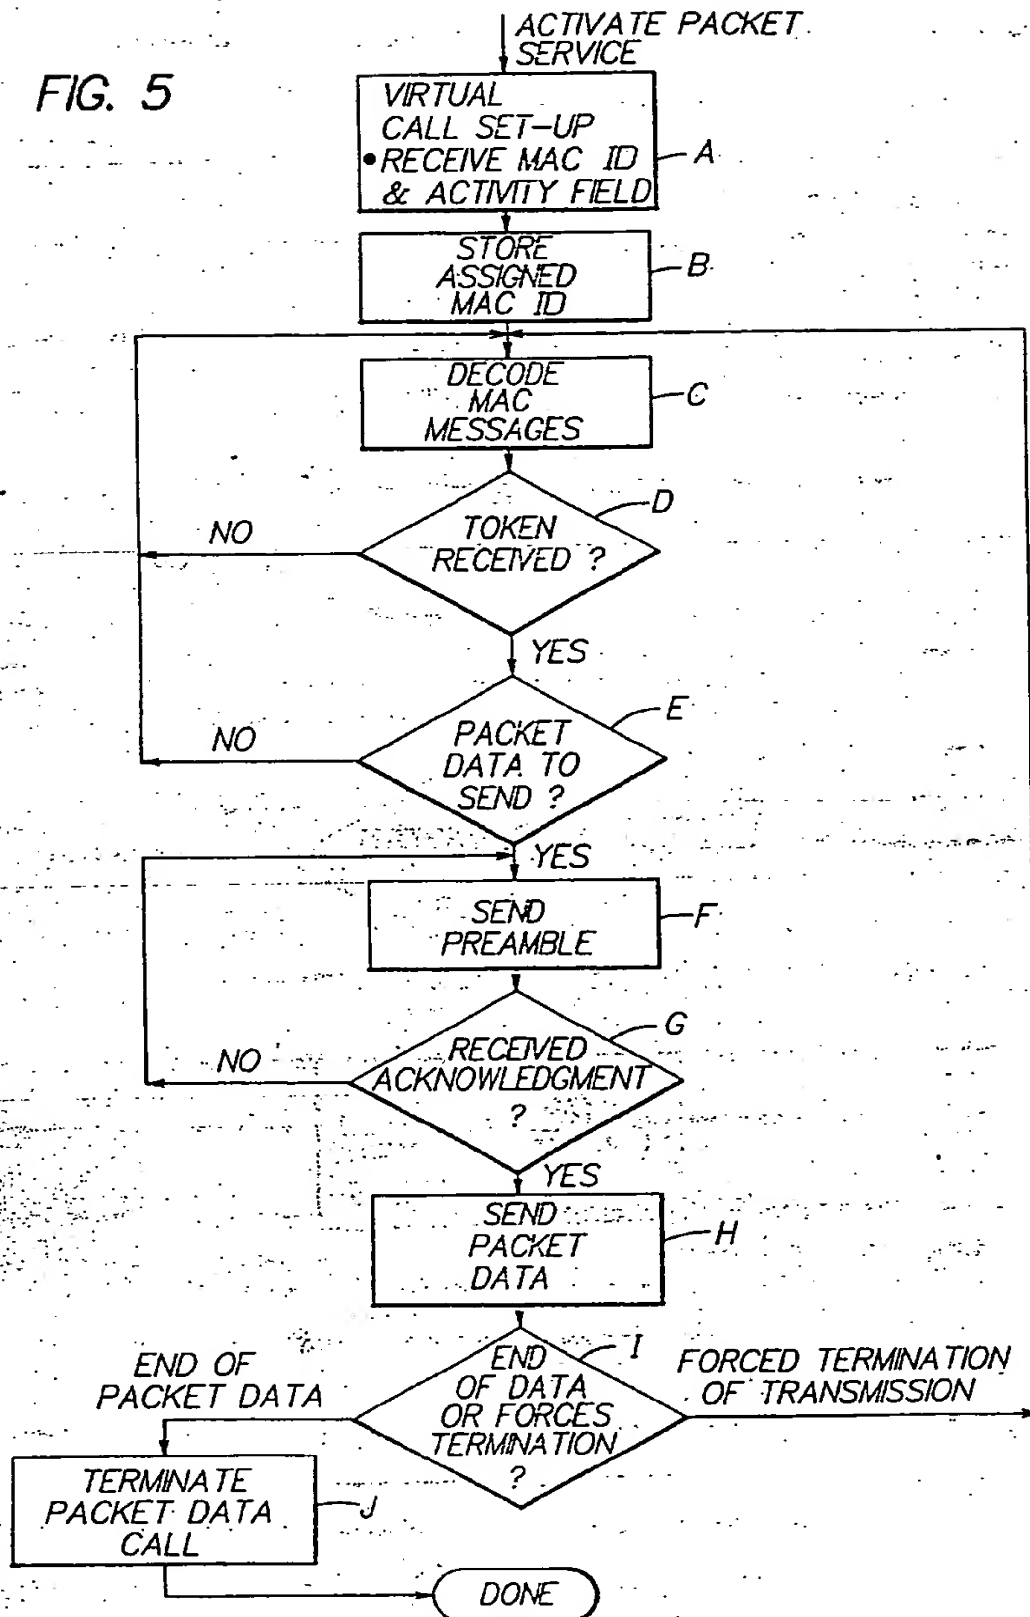 ACTIVATE PACKET
SERVICE
FIG. 5
VIRTUAL
CALL SET-UP
•RECEIVE MAC ID
& ACTIVITY FIELD
A
STORE
ASSIGNED
MAC ID
B
DECODE
MAC
MESSAGES
C
TOKEN
RECEIVED ?
D
NO
YES
PACKET
DATA TO
SEND ?
E
NO
YES
SEND
PREAMBLE
F
RECEIVED
ACKNOWLEDGMENT
?
G
NO
YES
SEND
PACKET
DATA
H
END
OF DATA
OR FORCES
TERMINATION
?
I
END OF
PACKET DATA
FORCED TERMINATION
OF TRANSMISSION
TERMINATE
PACKET DATA
CALL
J
DONE